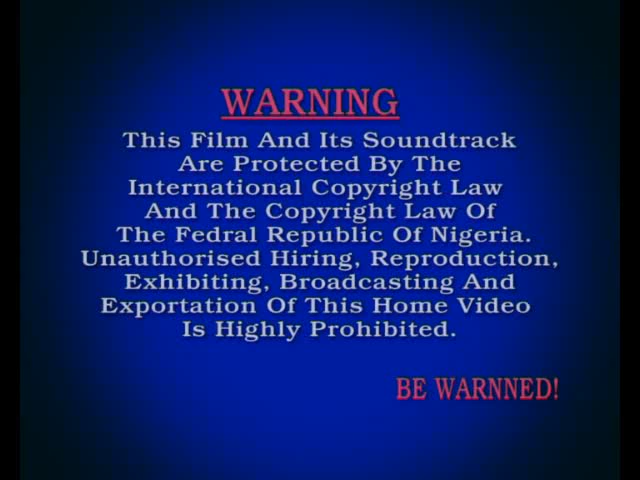 WARNING
This Film And Its Soundtrack
Are Protected By The
International Copyright Law
And The Copyright Law Of
The Fedral Republic Of Nigeria.
Unauthorised Hiring, Reproduction,
Exhibiting, Broadcasting And
Exportation Of This Home Video
Is Highly Prohibited.
BE WARNNED!